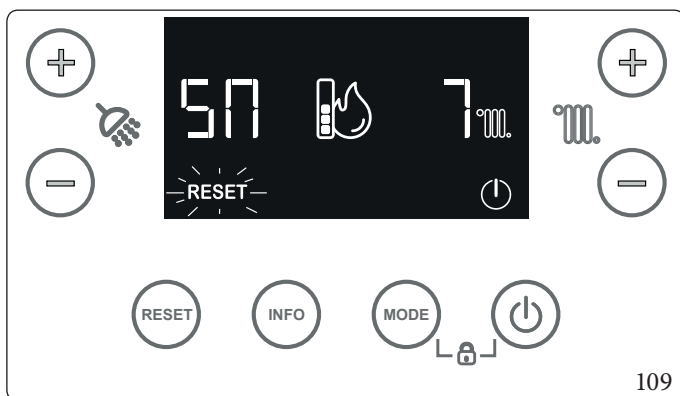 + +
5П 7
RESET
− −
RESET INFO MODE
109